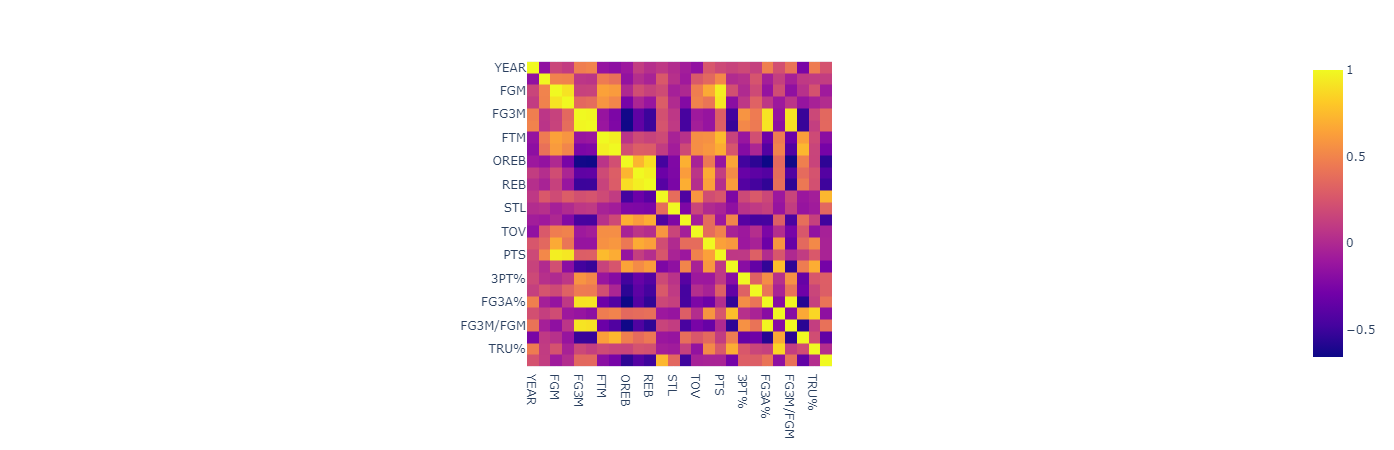 YEAR
FGM
FG3M
FTM
OREB
REB
STL
TOV
PTS
3PT%
FG3A%
FG3M/FGM
TRU%
YEAR
FGM
FG3M
FTM
OREB
REB
STL
TOV
PTS
3PT%
FG3A%
FG3M/FGM
TRU%
1
0.5
0
−0.5